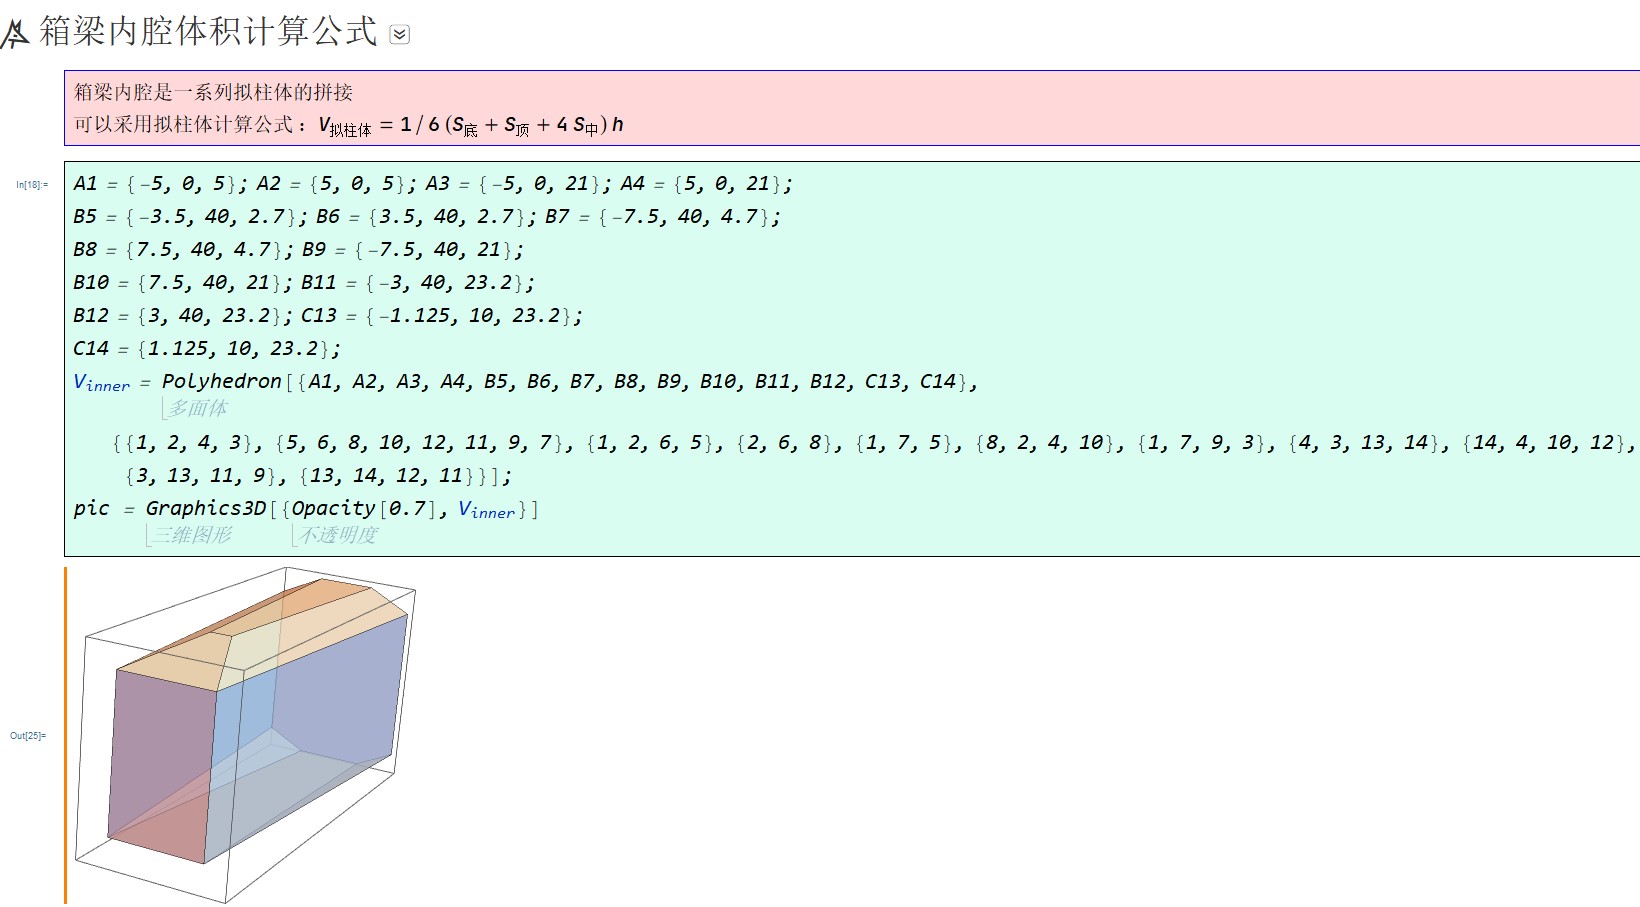 箱梁内腔体积计算公式
箱梁内腔是一系列拟柱体的拼接
可以采用拟柱体计算公式：V拟柱体 = 1/6 (S底 + S顶 + 4 S中) h
In[18]:=
A1 = {-5, 0, 5}; A2 = {5, 0, 5}; A3 = {-5, 0, 21}; A4 = {5, 0, 21};
B5 = {-3.5, 40, 2.7}; B6 = {3.5, 40, 2.7}; B7 = {-7.5, 40, 4.7};
B8 = {7.5, 40, 4.7}; B9 = {-7.5, 40, 21};
B10 = {7.5, 40, 21}; B11 = {-3, 40, 23.2};
B12 = {3, 40, 23.2}; C13 = {-1.125, 10, 23.2};
C14 = {1.125, 10, 23.2};
Vinner = Polyhedron[{A1, A2, A3, A4, B5, B6, B7, B8, B9, B10, B11, B12, C13, C14},
多面体
{{1, 2, 4, 3}, {5, 6, 8, 10, 12, 11, 9, 7}, {1, 2, 6, 5}, {2, 6, 8}, {1, 7, 5}, {8, 2, 4, 10}, {1, 7, 9, 3}, {4, 3, 13, 14}, {14, 4, 10, 12},
{3, 13, 11, 9}, {13, 14, 12, 11}}];
pic = Graphics3D[{Opacity[0.7], Vinner}]
三维图形 不透明度
Out[25]=